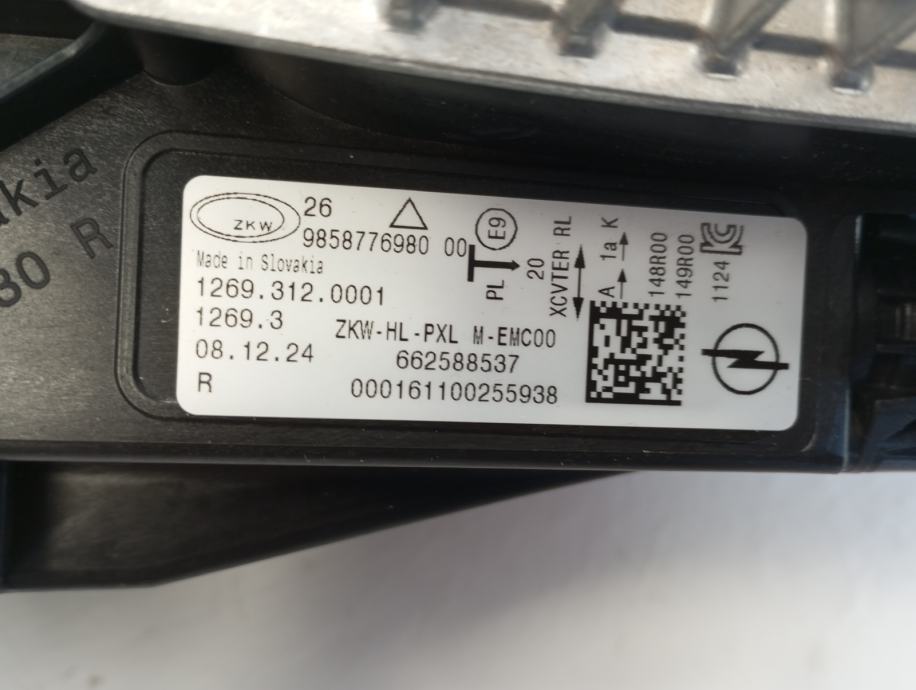 akia
30 R
ZKW
26
9858776980 00
Made in Slovakia
1269.312.0001
1269.3
08.12.24
R
ZKW-HL-PXL M-EMC00
662588537
000161100255938
E9
PL
20
XCVTER RL
A 1a K
148R00
149R00
1124